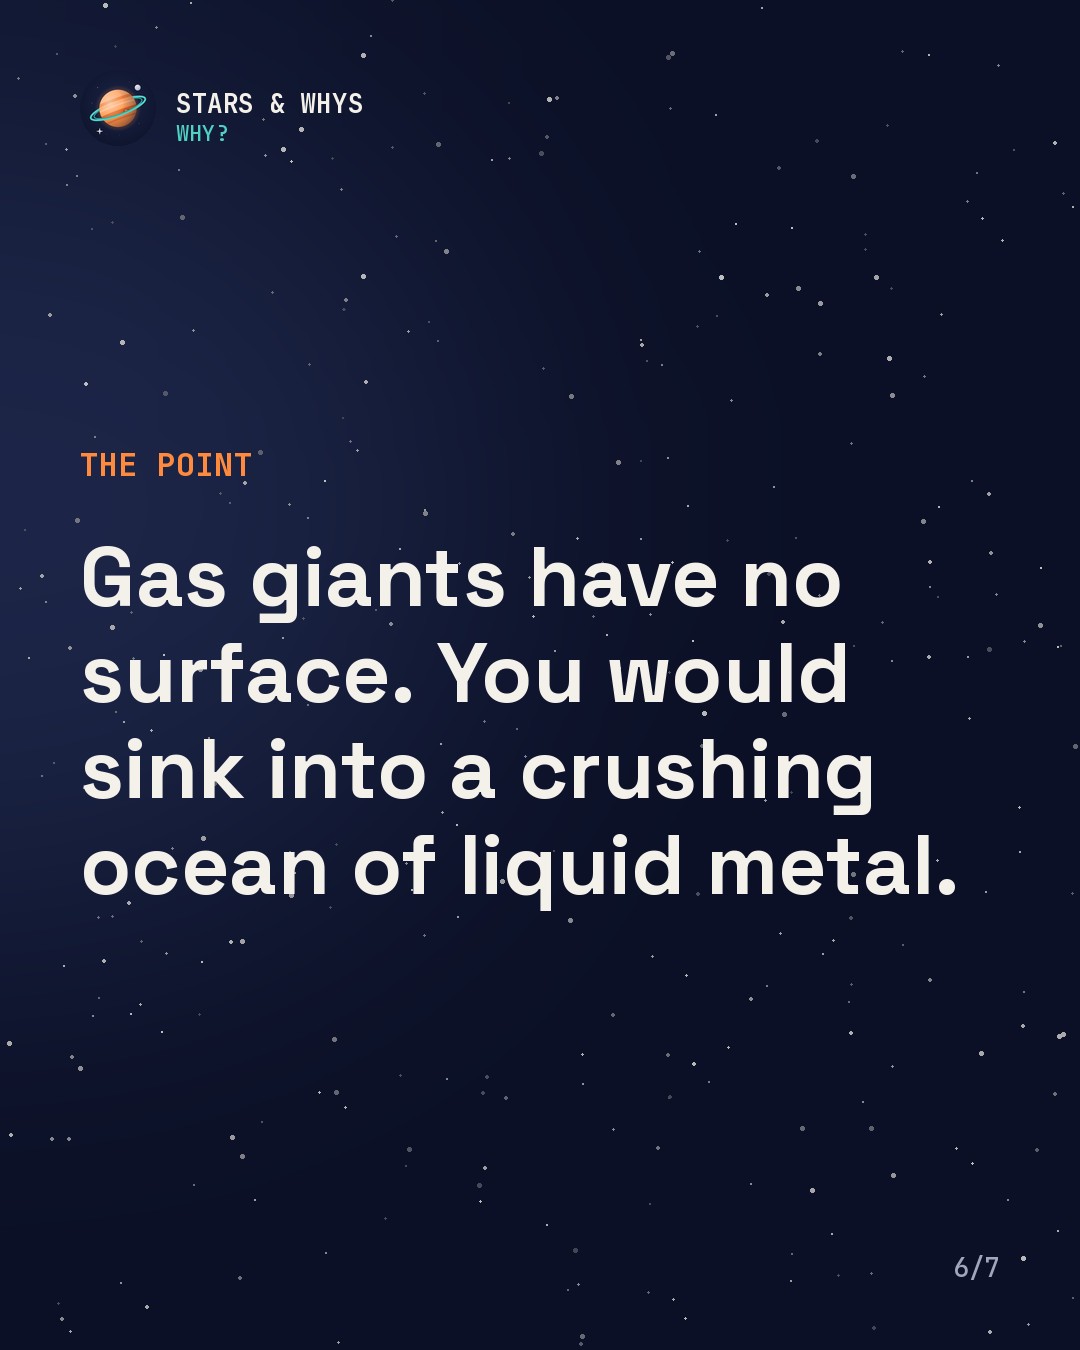 STARS & WHYS
WHY?
THE POINT
Gas giants have no
surface. You would
sink into a crushing
ocean of liquid metal.
6/7